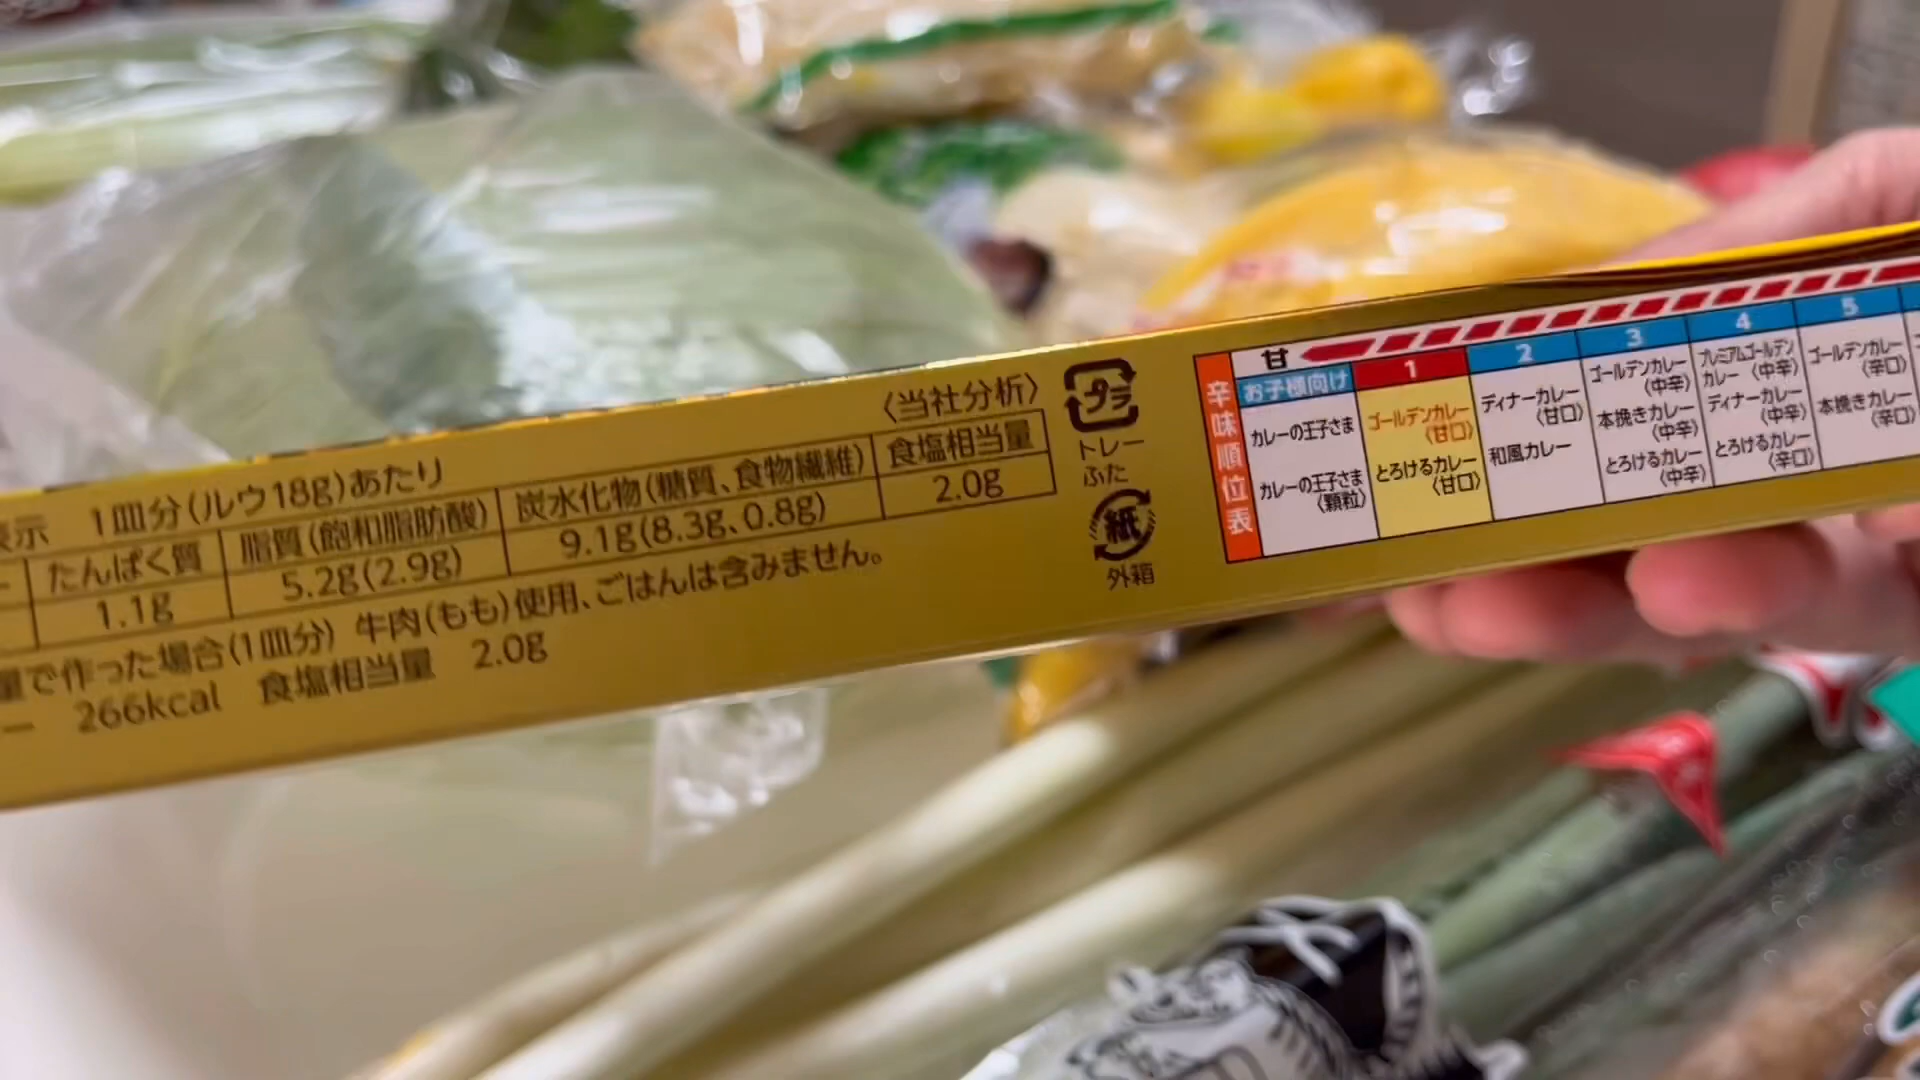 〈当社分析〉
表示 1皿分(ルウ18g)あたり
ー たんぱく質 脂質(飽和脂肪酸) 炭水化物(糖質、食物繊維) 食塩相当量
1.1g 5.2g(2.9g) 9.1g(8.3g、0.8g) 2.0g
量で作った場合(1皿分) 牛肉(もも)使用、ごはんは含みません。
ー 266kcal 食塩相当量 2.0g
プラ
トレー
ふた
紙
外箱
辛味順位表
甘
お子様向け
カレーの王子さま
カレーの王子さま
(顆粒)
1
ゴールデンカレー
(甘口)
とろけるカレー
(甘口)
2
ディナーカレー
(甘口)
和風カレー
3
ゴールデンカレー
(中辛)
本挽きカレー
(中辛)
とろけるカレー
(中辛)
4
プレミアムゴールデン
カレー (中辛)
ディナーカレー
(中辛)
とろけるカレー
(辛口)
5
ゴールデンカレー
(辛口)
本挽きカレー
(辛口)